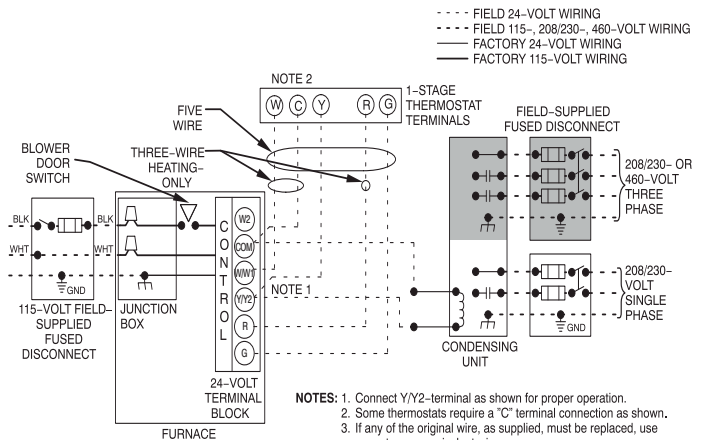 FIELD 24-VOLT WIRING
FIELD 115-, 208/230-, 460-VOLT WIRING
FACTORY 24-VOLT WIRING
FACTORY 115-VOLT WIRING
NOTE 2
W C Y R G
1-STAGE
THERMOSTAT
TERMINALS
FIVE
WIRE
FIELD-SUPPLIED
FUSED DISCONNECT
BLOWER
DOOR
SWITCH
THREE-WIRE
HEATING-
ONLY
208/230- OR
460-VOLT
THREE
PHASE
BLK
BLK
WHT
WHT
GND
CONTROL
W2
COM
W/W1
Y/Y2
R
G
NOTE 1
208/230-
VOLT
SINGLE
PHASE
GND
115-VOLT FIELD-
SUPPLIED
FUSED
DISCONNECT
JUNCTION
BOX
CONDENSING
UNIT
24-VOLT
TERMINAL
BLOCK
FURNACE
NOTES: 1. Connect Y/Y2-terminal as shown for proper operation.
2. Some thermostats require a "C" terminal connection as shown.
3. If any of the original wire, as supplied, must be replaced, use